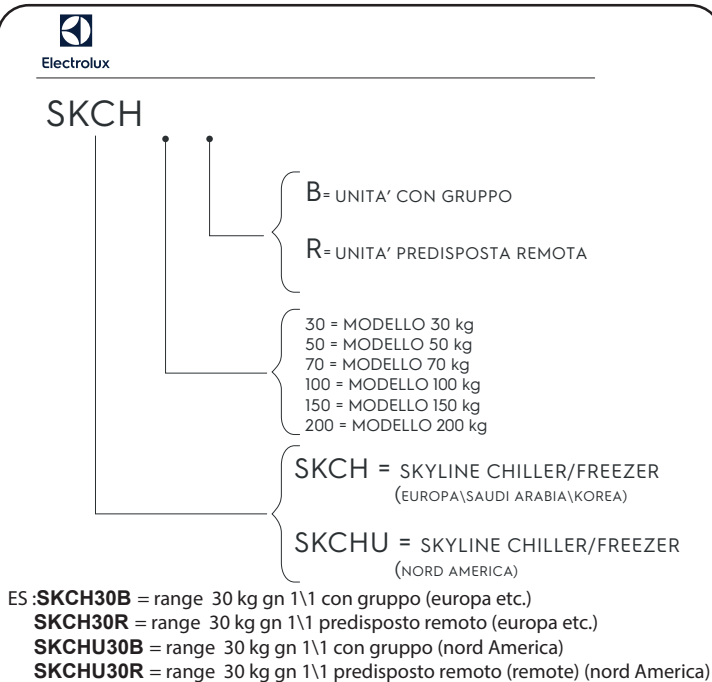 Electrolux
SKCH
B= UNITA' CON GRUPPO
R= UNITA' PREDISPOSTA REMOTA
30 = MODELLO 30 kg
50 = MODELLO 50 kg
70 = MODELLO 70 kg
100 = MODELLO 100 kg
150 = MODELLO 150 kg
200 = MODELLO 200 kg
SKCH = SKYLINE CHILLER/FREEZER
(EUROPA\SAUDI ARABIA\KOREA)
SKCHU = SKYLINE CHILLER/FREEZER
(NORD AMERICA)
ES :SKCH30B = range 30 kg gn 1\1 con gruppo (europa etc.)
SKCH30R = range 30 kg gn 1\1 predisposto remoto (europa etc.)
SKCHU30B = range 30 kg gn 1\1 con gruppo (nord America)
SKCHU30R = range 30 kg gn 1\1 predisposto remoto (remote) (nord America)